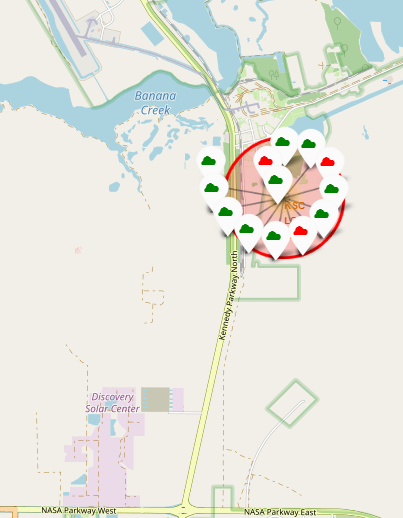 Banana
Creek
KSC
Kennedy Parkway North
Discovery
Solar Center
NASA Parkway West
NASA Parkway East